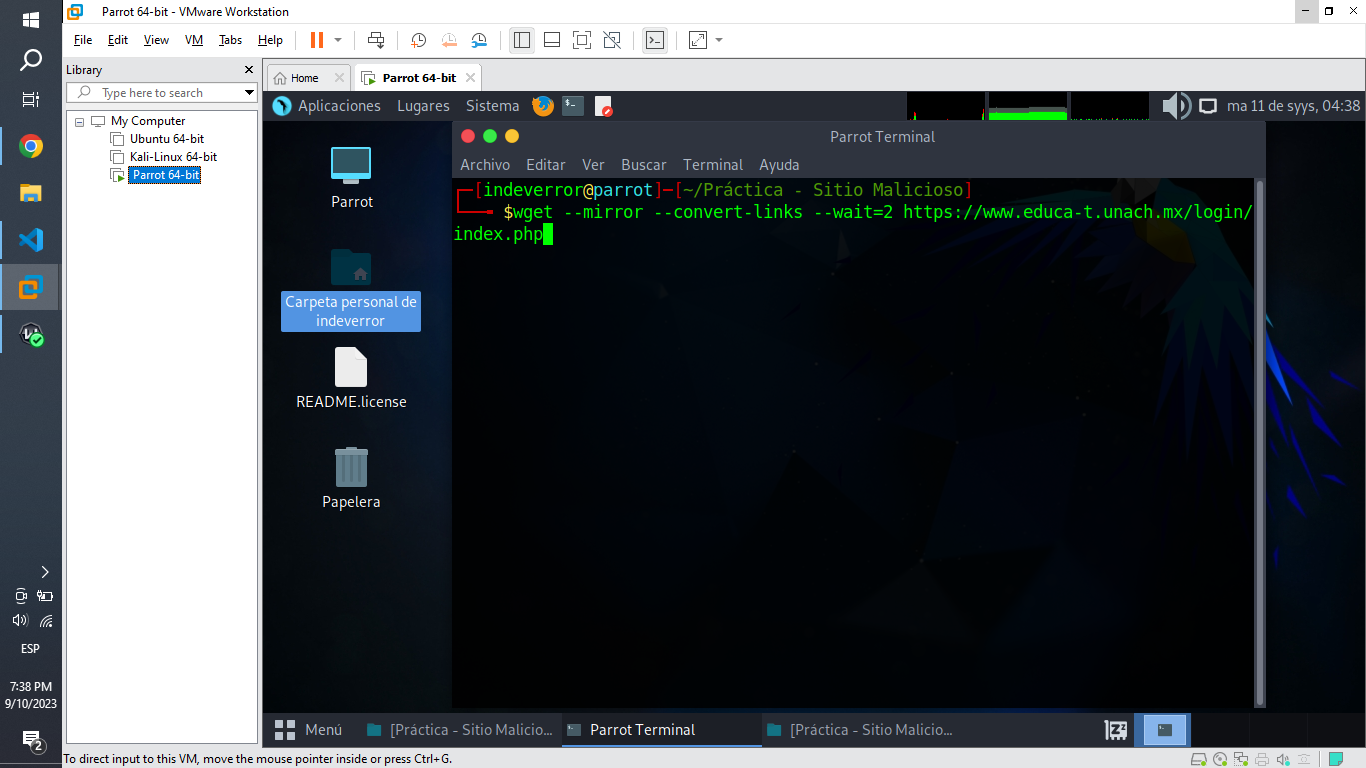 Parrot 64-bit - VMware Workstation
File Edit View VM Tabs Help
Library
Home
Parrot 64-bit
Type here to search
My Computer
Ubuntu 64-bit
Kali-Linux 64-bit
Parrot 64-bit
Aplicaciones Lugares Sistema
ma 11 de syys, 04:38
Parrot Terminal
Archivo Editar Ver Buscar Terminal Ayuda
┌─[indeverror@parrot]─[~/Práctica - Sitio Malicioso]
└──╼ $wget --mirror --convert-links --wait=2 https://www.educa-t.unach.mx/login/
index.php
Parrot
Carpeta personal de
indeverror
README.license
Papelera
ESP
7:38 PM
9/10/2023
2
Menú
[Práctica - Sitio Malicio...
Parrot Terminal
[Práctica - Sitio Malicio...
To direct input to this VM, move the mouse pointer inside or press Ctrl+G.